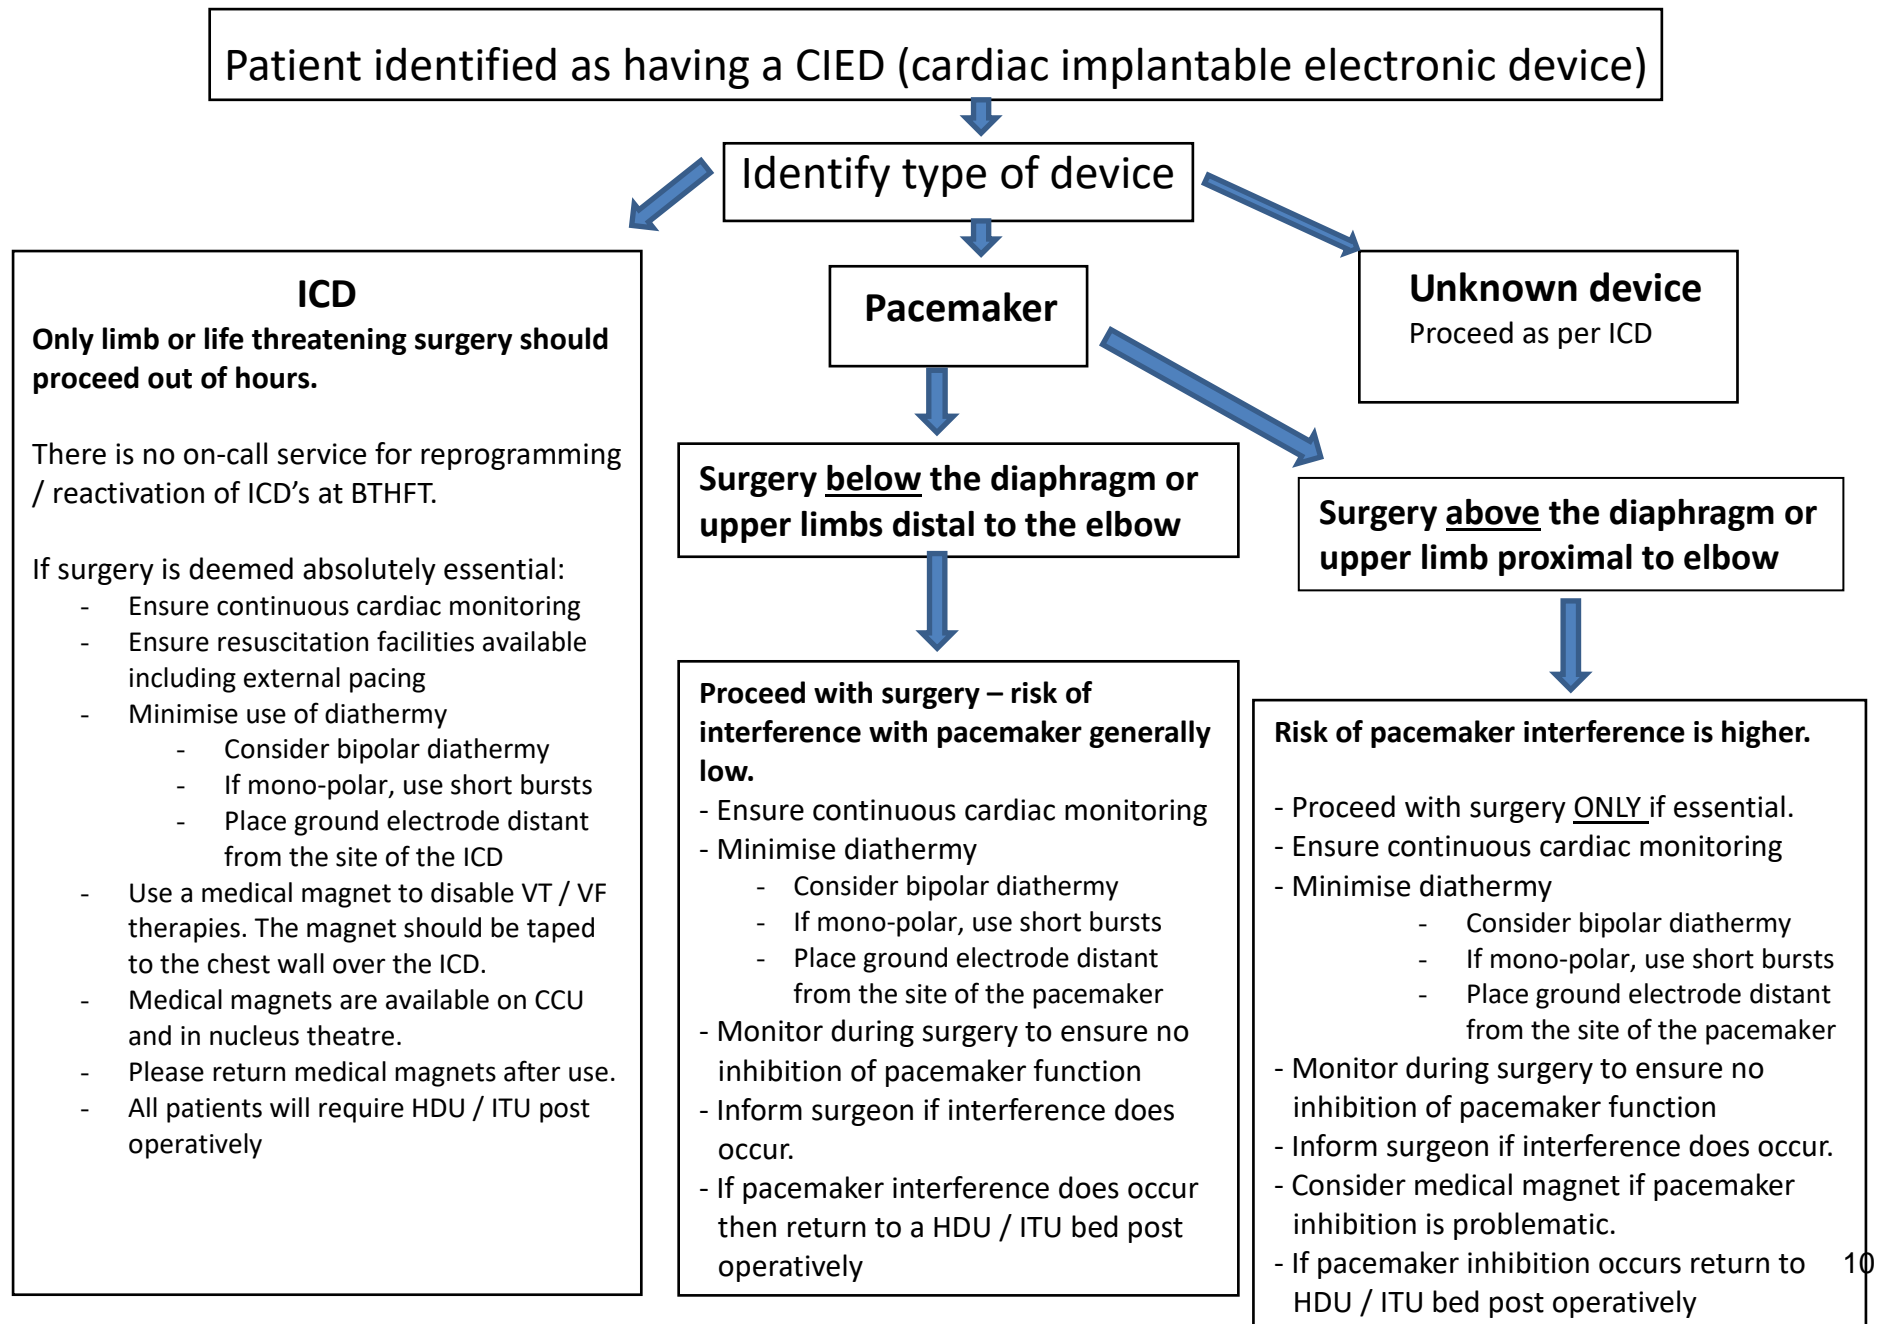 Patient identified as having a CIED (cardiac implantable electronic device)
Identify type of device
ICD
Only limb or life threatening surgery should
proceed out of hours.
There is no on-call service for reprogramming
/ reactivation of ICD's at BTHFT.
If surgery is deemed absolutely essential:
- Ensure continuous cardiac monitoring
- Ensure resuscitation facilities available
including external pacing
- Minimise use of diathermy
- Consider bipolar diathermy
- If mono-polar, use short bursts
- Place ground electrode distant
from the site of the ICD
- Use a medical magnet to disable VT / VF
therapies. The magnet should be taped
to the chest wall over the ICD.
- Medical magnets are available on CCU
and in nucleus theatre.
- Please return medical magnets after use.
- All patients will require HDU / ITU post
operatively
Pacemaker
Unknown device
Proceed as per ICD
Surgery below the diaphragm or
upper limbs distal to the elbow
Surgery above the diaphragm or
upper limb proximal to elbow
Proceed with surgery – risk of
interference with pacemaker generally
low.
- Ensure continuous cardiac monitoring
- Minimise diathermy
- Consider bipolar diathermy
- If mono-polar, use short bursts
- Place ground electrode distant
from the site of the pacemaker
- Monitor during surgery to ensure no
inhibition of pacemaker function
- Inform surgeon if interference does
occur.
- If pacemaker interference does occur
then return to a HDU / ITU bed post
operatively
Risk of pacemaker interference is higher.
- Proceed with surgery ONLY if essential.
- Ensure continuous cardiac monitoring
- Minimise diathermy
- Consider bipolar diathermy
- If mono-polar, use short bursts
- Place ground electrode distant
from the site of the pacemaker
- Monitor during surgery to ensure no
inhibition of pacemaker function
- Inform surgeon if interference does occur.
- Consider medical magnet if pacemaker
inhibition is problematic.
- If pacemaker inhibition occurs return to
HDU / ITU bed post operatively
10